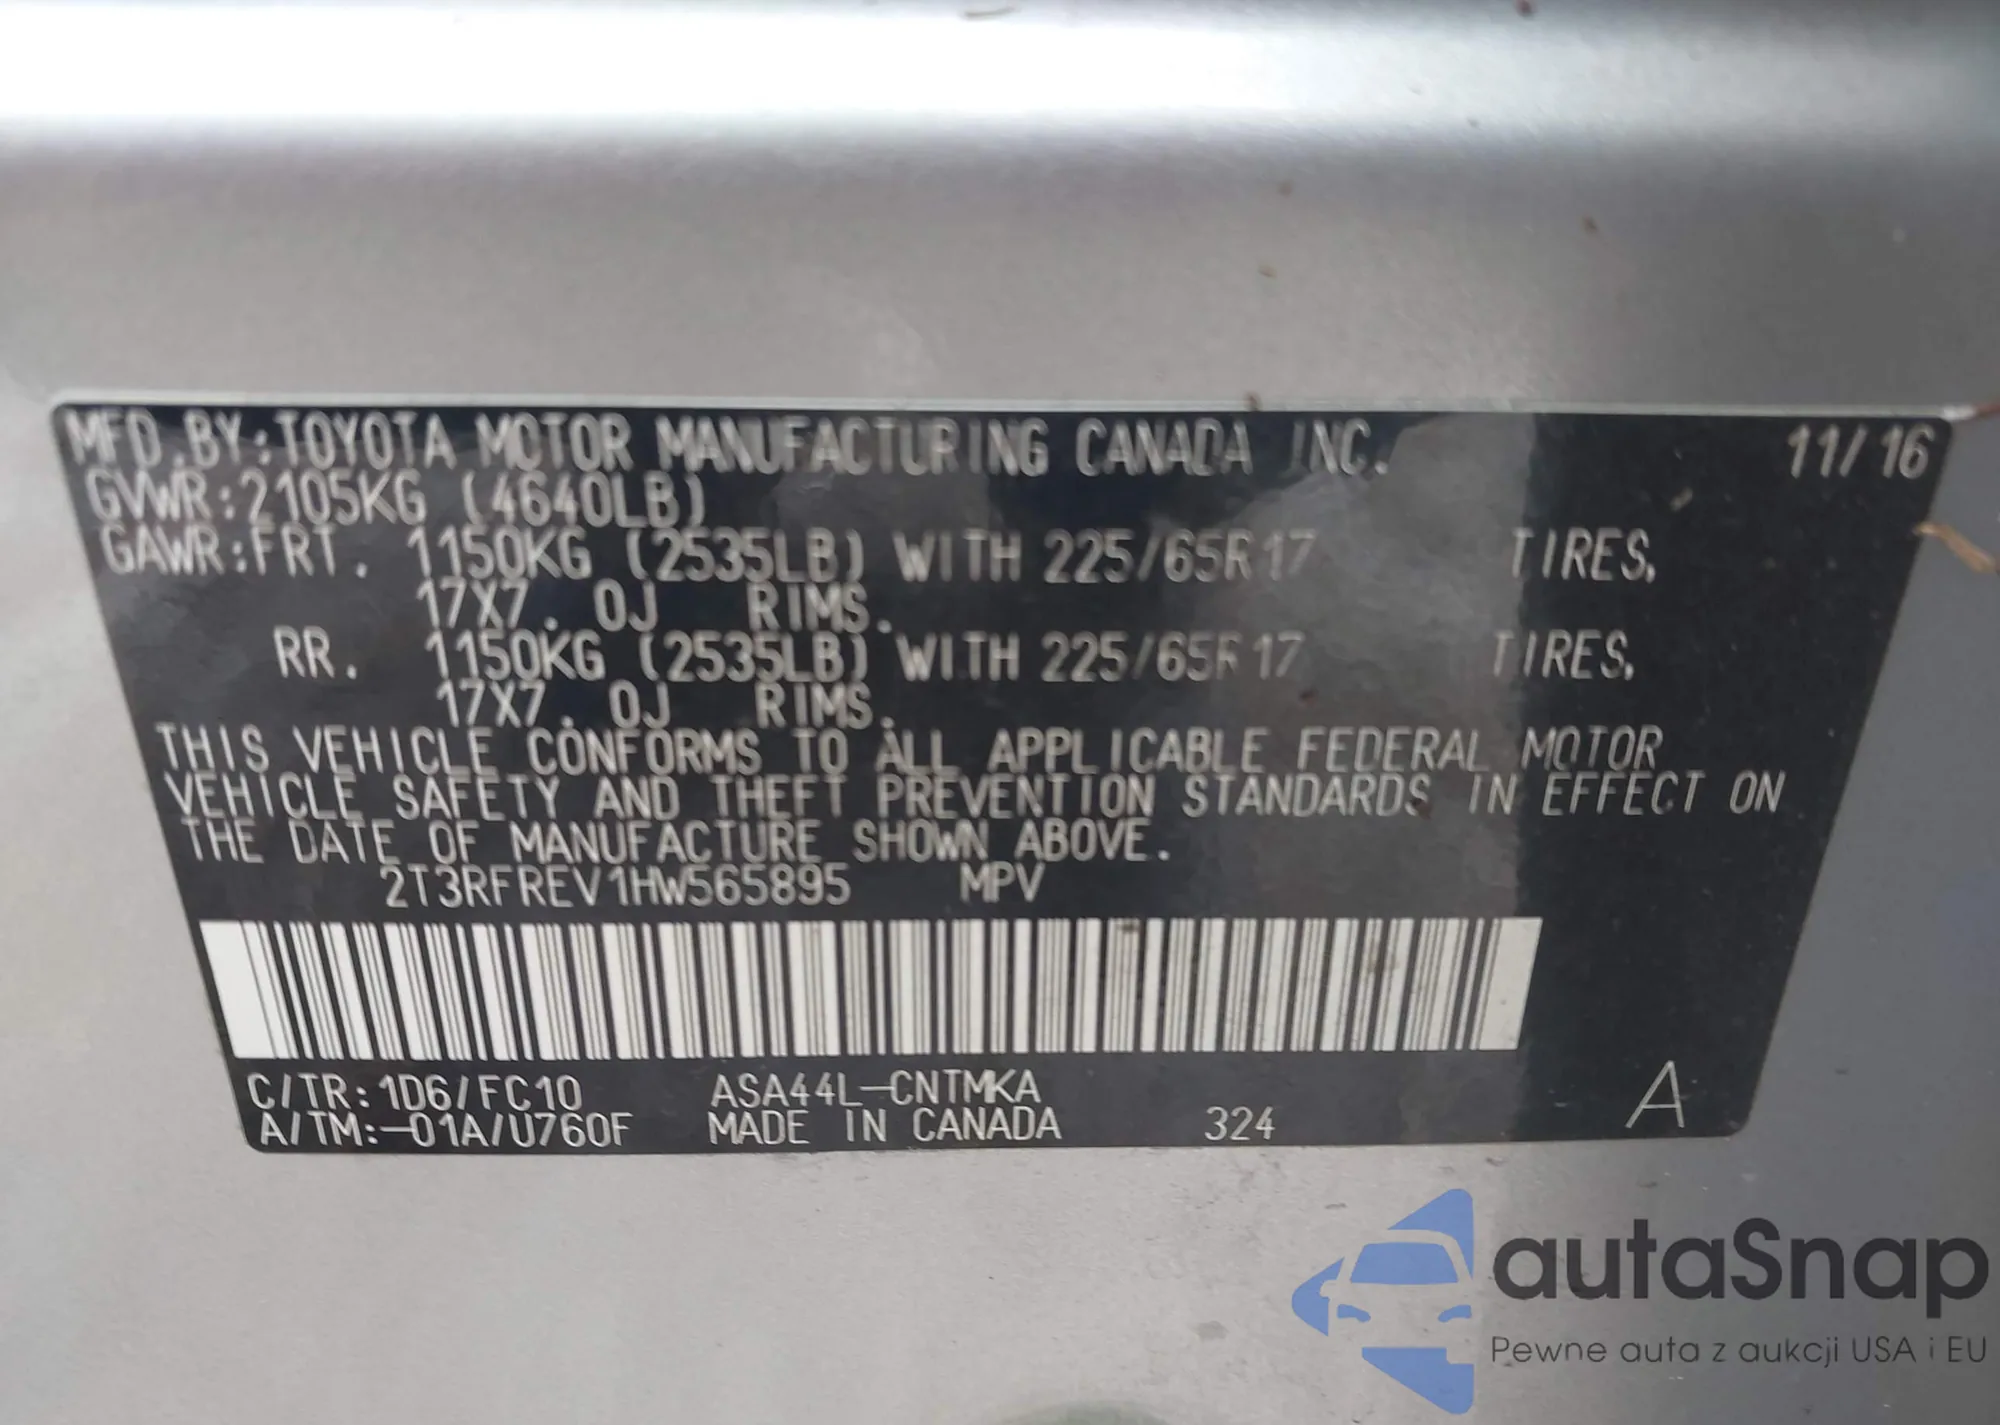 MFD.BY:TOYOTA MOTOR MANUFACTURING CANADA INC. 11/16
GVWR:2105KG (4640LB)
GAWR:FRT. 1150KG (2535LB) WITH 225/65R17 TIRES,
17X7.0J RIMS.
RR. 1150KG (2535LB) WITH 225/65R17 TIRES,
17X7.0J RIMS.
THIS VEHICLE CONFORMS TO ALL APPLICABLE FEDERAL MOTOR
VEHICLE SAFETY AND THEFT PREVENTION STANDARDS IN EFFECT ON
THE DATE OF MANUFACTURE SHOWN ABOVE.
2T3RFREV1HW565895 MPV
C/TR:1D6/FC10 ASA44L-CNTMKA
A/TM:-01A/U760F MADE IN CANADA 324 A
autaSnap
Pewne auta z aukcji USA i EU